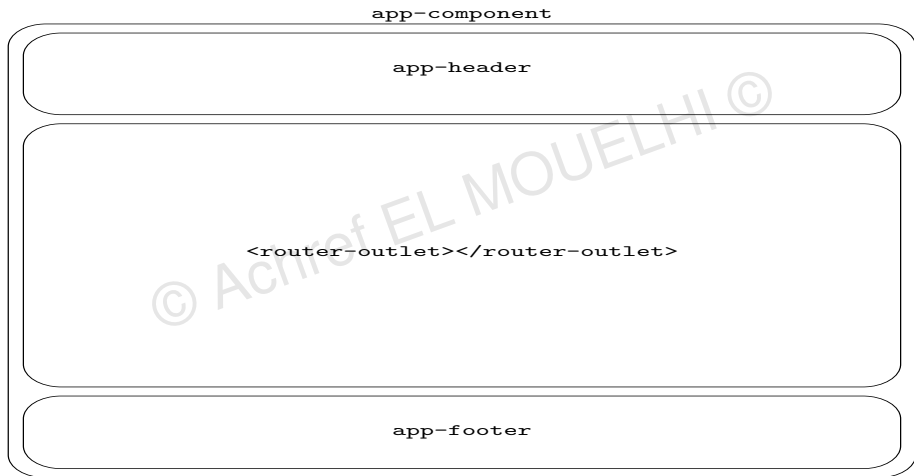 app-component
app-header
<router-outlet></router-outlet>
app-footer
© Achref EL MOUELHI ©